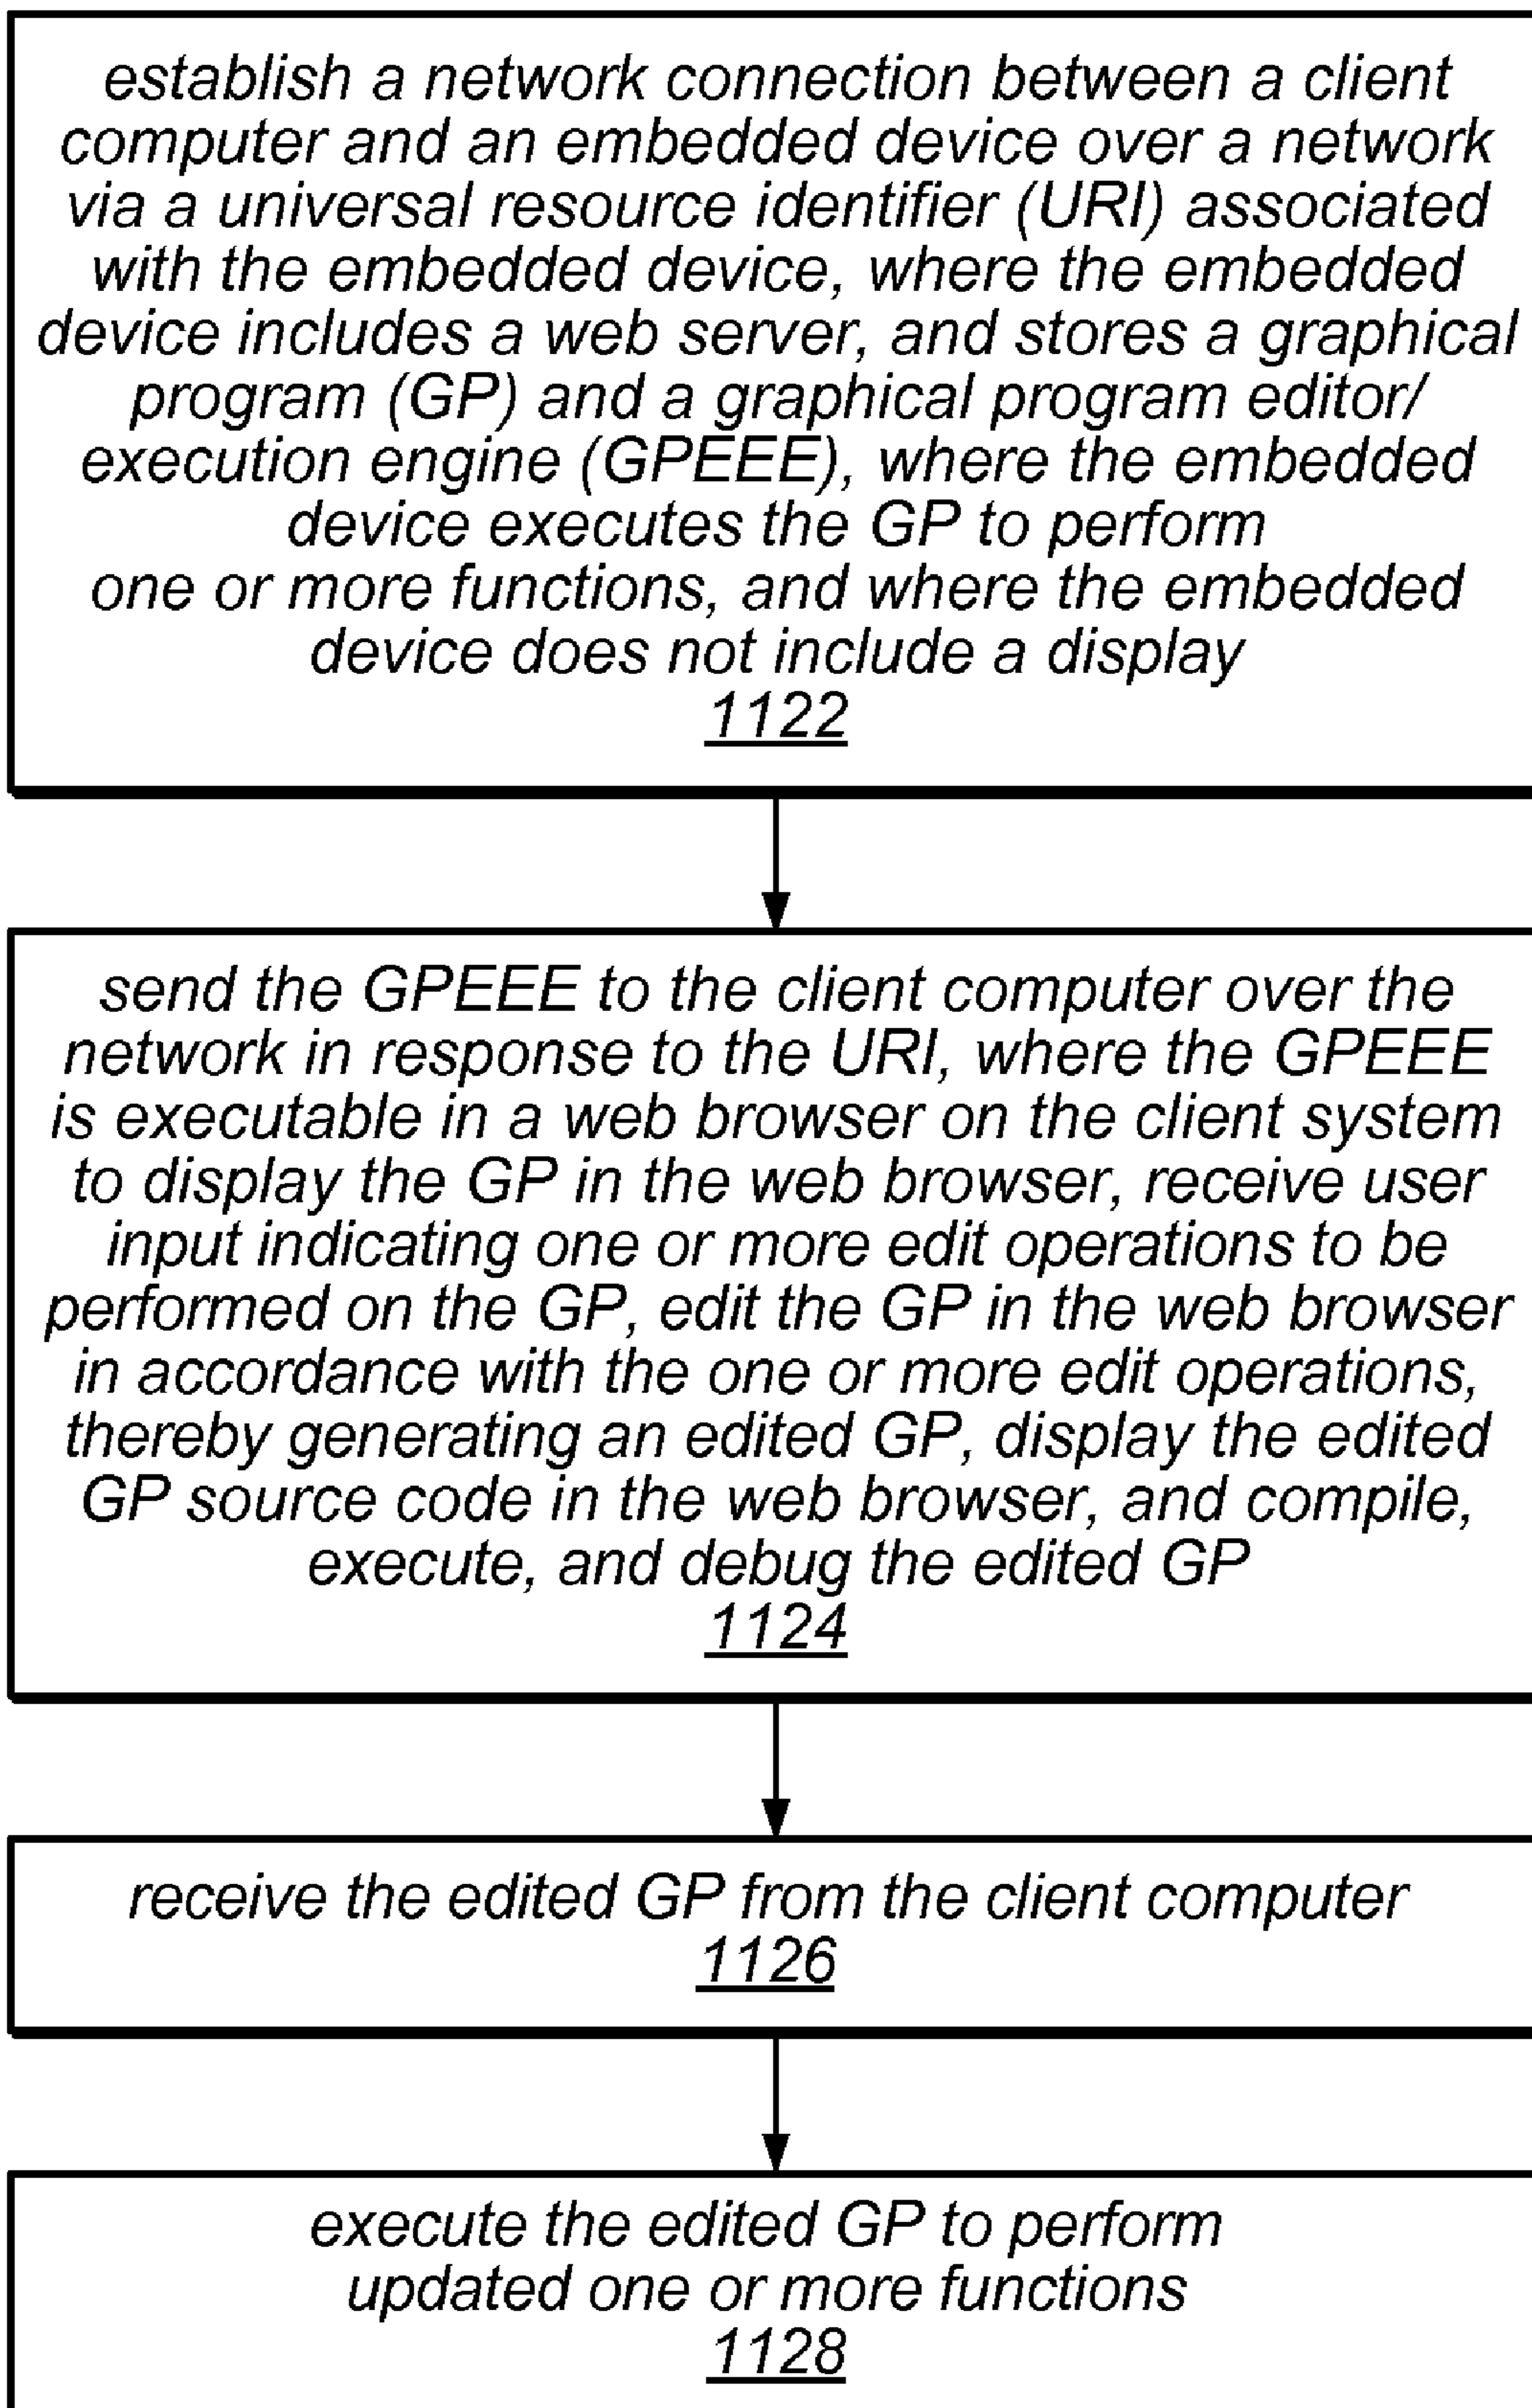 establish a network connection between a client
computer and an embedded device over a network
via a universal resource identifier (URI) associated
with the embedded device, where the embedded
device includes a web server, and stores a graphical
program (GP) and a graphical program editor/
execution engine (GPEEE), where the embedded
device executes the GP to perform
one or more functions, and where the embedded
device does not include a display
1122
send the GPEEE to the client computer over the
network in response to the URI, where the GPEEE
is executable in a web browser on the client system
to display the GP in the web browser, receive user
input indicating one or more edit operations to be
performed on the GP, edit the GP in the web browser
in accordance with the one or more edit operations,
thereby generating an edited GP, display the edited
GP source code in the web browser, and compile,
execute, and debug the edited GP
1124
receive the edited GP from the client computer
1126
execute the edited GP to perform
updated one or more functions
1128